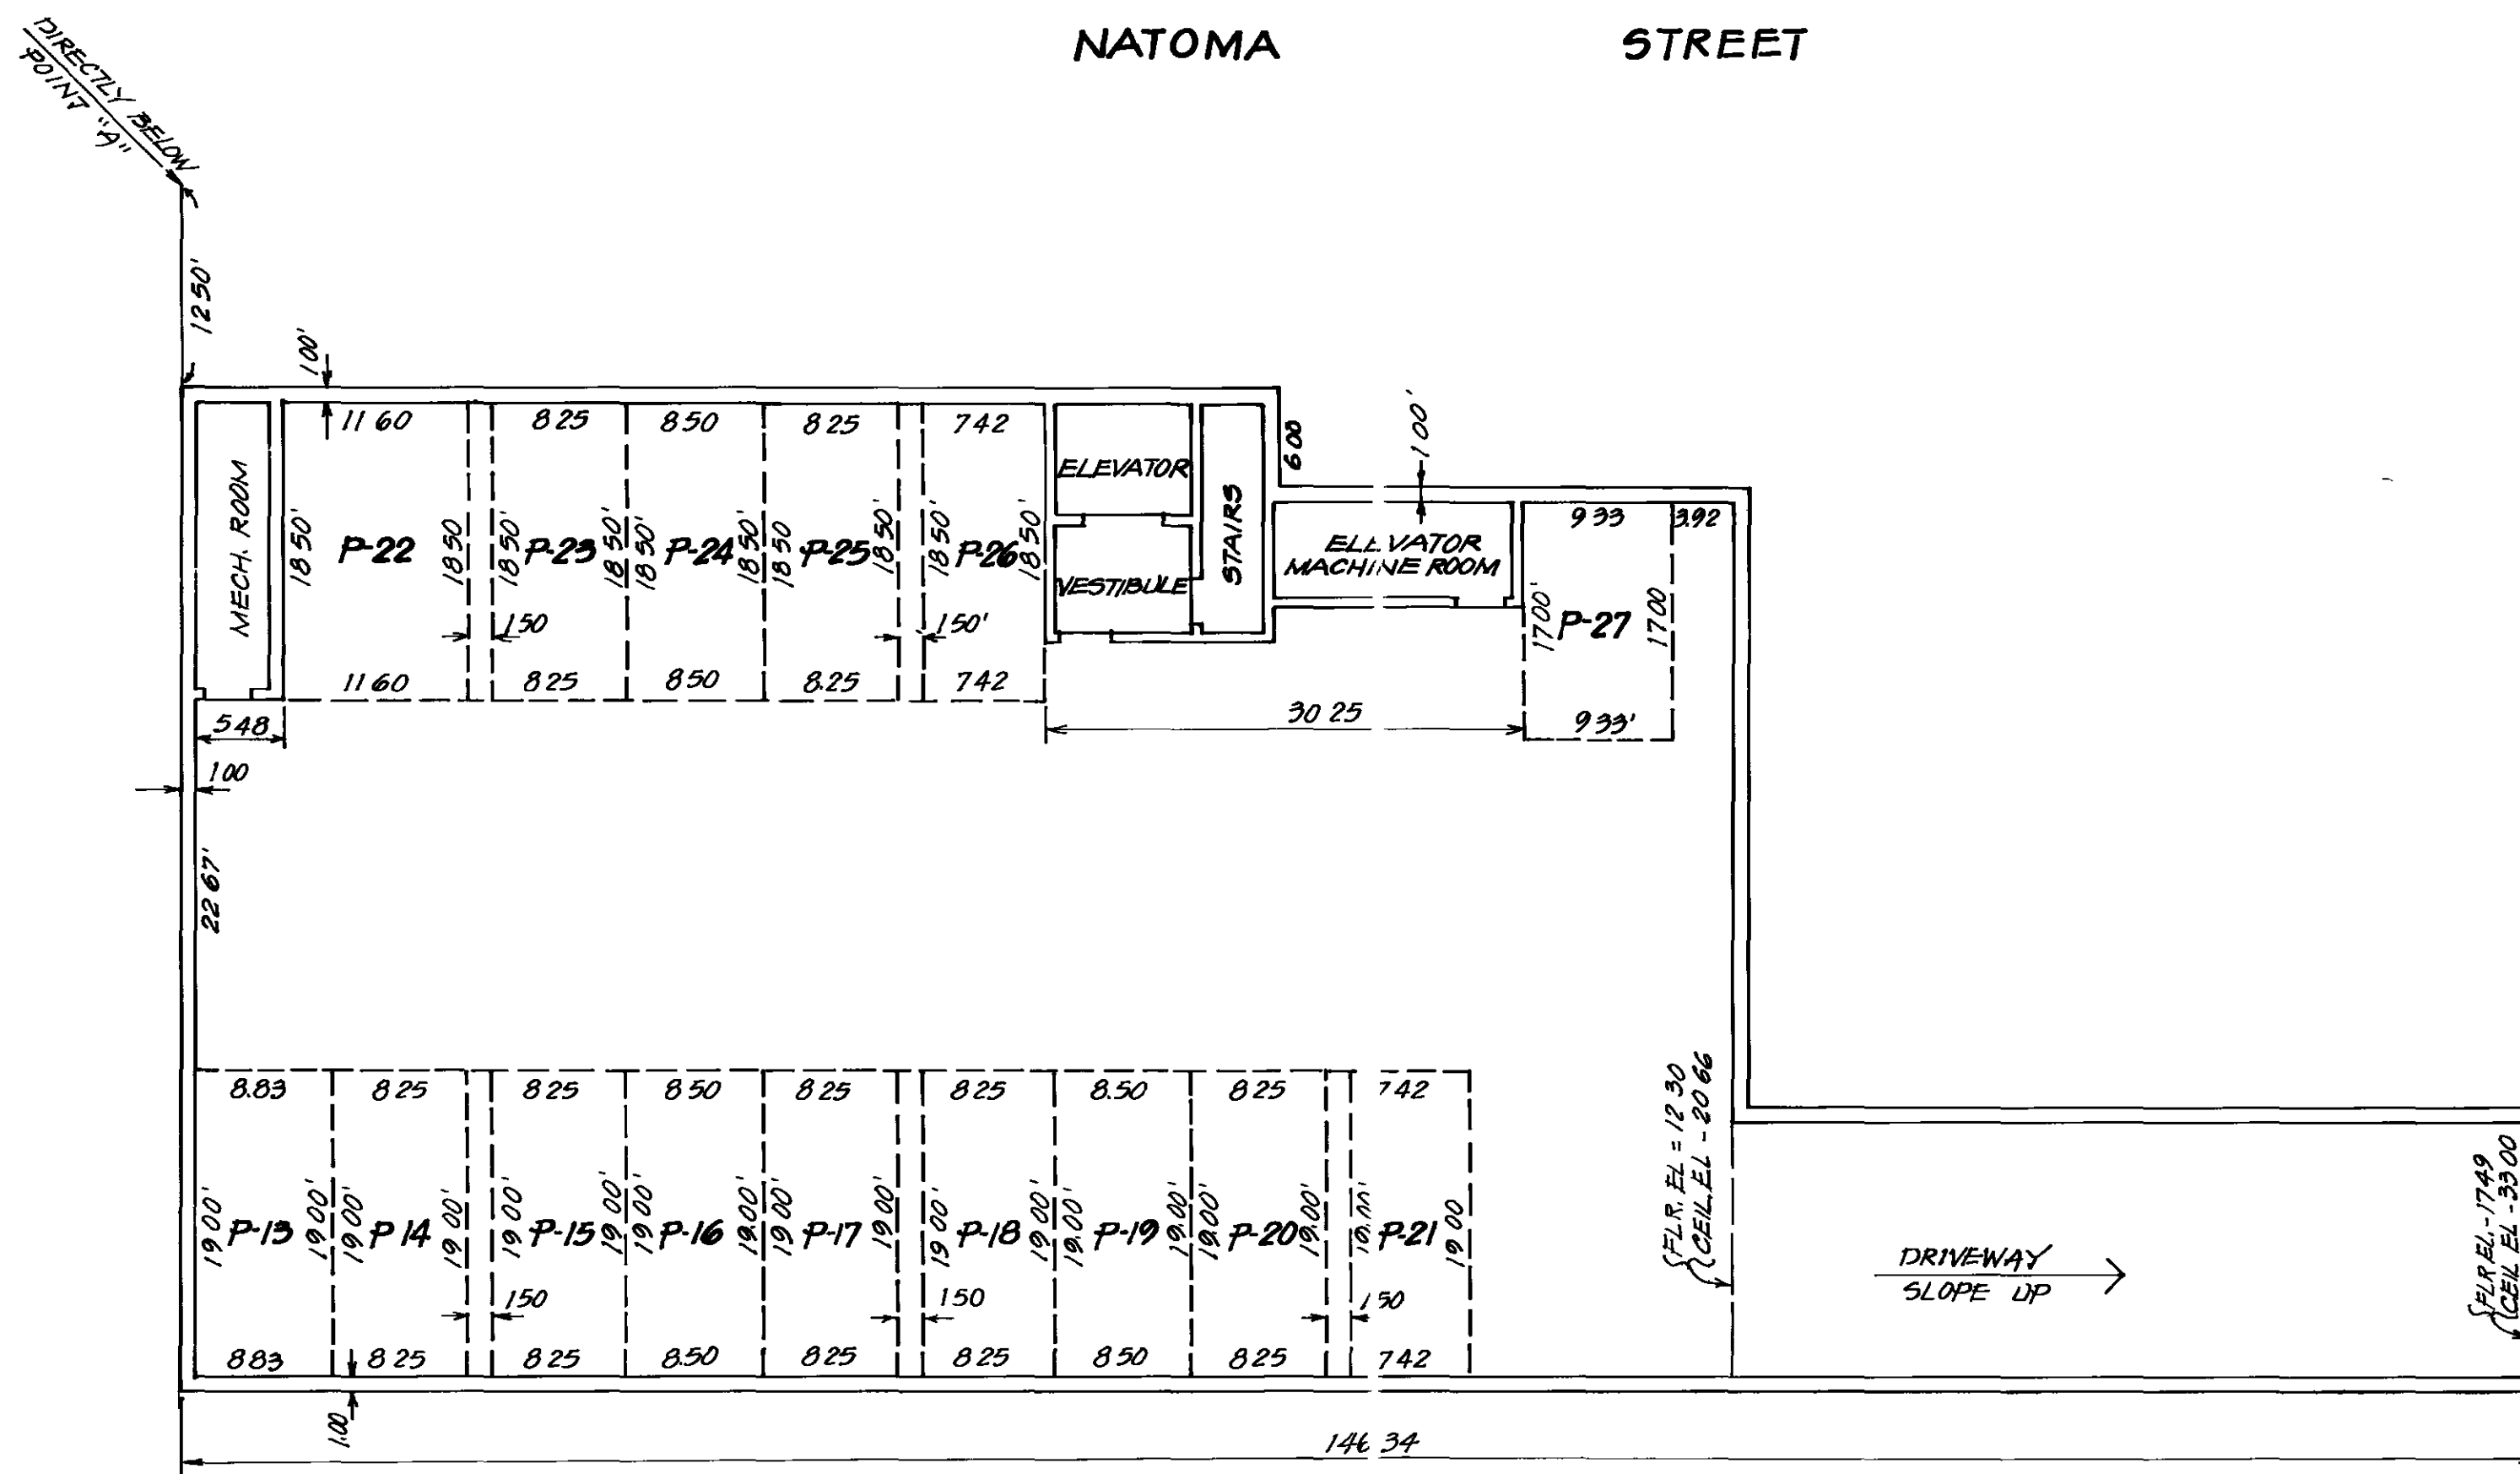 NATOMA STREET
DIRECTLY BELOW
POINT "A"
12 50'
1 00'
11 60
8 25
8 50
8 25
7 42
6 00
1 00'
MECH. ROOM
18 50'
P-22
18 50'
18 50'
P-23
18 50'
18 50'
P-24
18 50'
18 50
P-25
18 50'
18 50'
P-26
18 50'
ELEVATOR
VESTIBULE
STAIRS
ELEVATOR
MACHINE ROOM
9 33
3.92
17 00'
P-27
17 00
1 50
1 50'
11 60
8 25
8 50
8.25
7 42
5 48
30 25
9 33'
1 00
22 67'
8.83
8 25
8 25
8 50
8 25
8 25
8.50
8 25
7 42
19 00'
P-13
19 00'
19 00'
P 14
19 00'
19 00'
P-15
19 00'
19 00'
P-16
19.00'
19 00'
P-17
19 00'
19 00'
P-18
19 00'
19.00'
P-19
19.00'
19.00'
P-20
19.00'
P-21
19 00
1 50
1 50
1 50
8 83
8 25
8 25
8.50
8 25
8 25
8 50
8 25
7 42
1.00
FLR. EL = 12 30
CEIL. EL - 20 66
DRIVEWAY
SLOPE UP
FLR EL. - 17 49
CEIL EL - 33 00
146 34